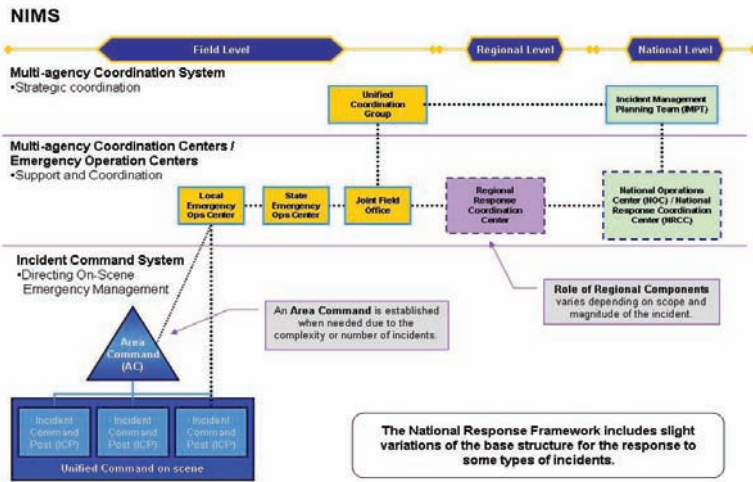 NIMS
Field Level
Regional Level
National Level
Multi-agency Coordination System
•Strategic coordination
Unified
Coordination
Group
Incident Management
Planning Team (IMPT)
Multi-agency Coordination Centers /
Emergency Operation Centers
•Support and Coordination
Local
Emergency
Ops Center
State
Emergency
Ops Center
Joint Field
Office
Regional
Response
Coordination
Center
National Operations
Center (NOC) / National
Response Coordination
Center (NRCC)
Incident Command System
•Directing On-Scene
Emergency Management
An Area Command is established
when needed due to the
complexity or number of incidents.
Role of Regional Components
varies depending on scope and
magnitude of the incident.
Area
Command
(AC)
Incident
Command
Post (ICP)
Incident
Command
Post (ICP)
Incident
Command
Post (ICP)
Unified Command on scene
The National Response Framework includes slight
variations of the base structure for the response to
some types of incidents.